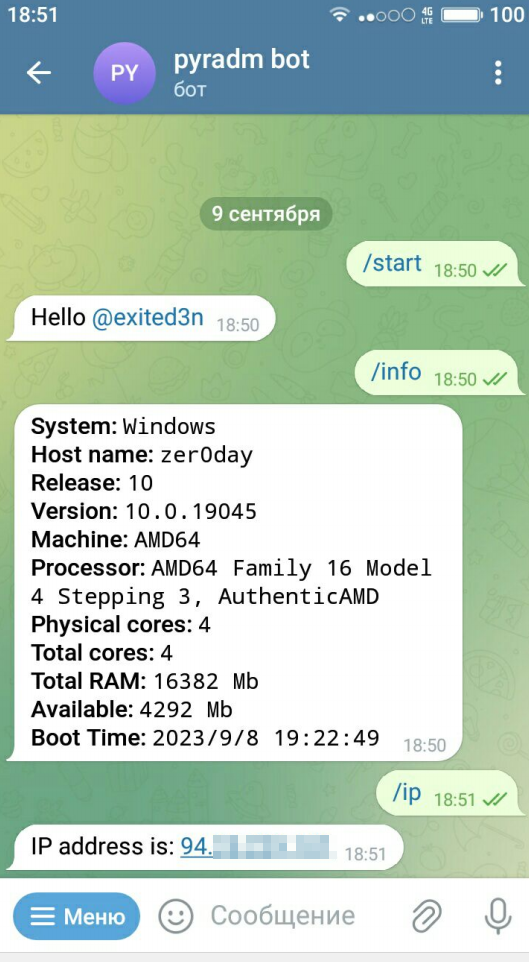 18:51
4G
LTE
100
PY
pyradm bot
бот
9 сентября
/start 18:50
Hello @exited3n 18:50
/info 18:50
System: Windows
Host name: zer0day
Release: 10
Version: 10.0.19045
Machine: AMD64
Processor: AMD64 Family 16 Model
4 Stepping 3, AuthenticAMD
Physical cores: 4
Total cores: 4
Total RAM: 16382 Mb
Available: 4292 Mb
Boot Time: 2023/9/8 19:22:49 18:50
/ip 18:51
IP address is: 94. 18:51
Меню
Сообщение